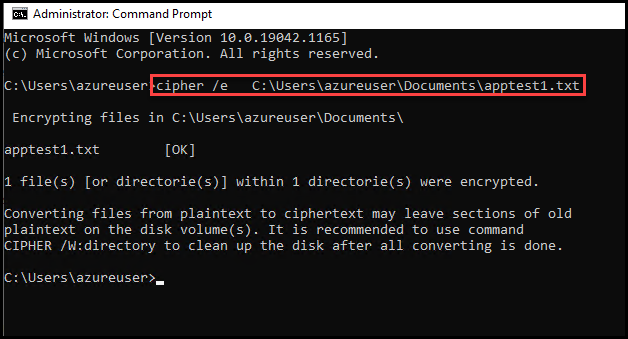 Administrator: Command Prompt
Microsoft Windows [Version 10.0.19042.1165]
(c) Microsoft Corporation. All rights reserved.
C:\Users\azureuser>cipher /e   C:\Users\azureuser\Documents\apptest1.txt
Encrypting files in C:\Users\azureuser\Documents\
apptest1.txt        [OK]
1 file(s) [or directorie(s)] within 1 directorie(s) were encrypted.
Converting files from plaintext to ciphertext may leave sections of old
plaintext on the disk volume(s). It is recommended to use command
CIPHER /W:directory to clean up the disk after all converting is done.
C:\Users\azureuser>